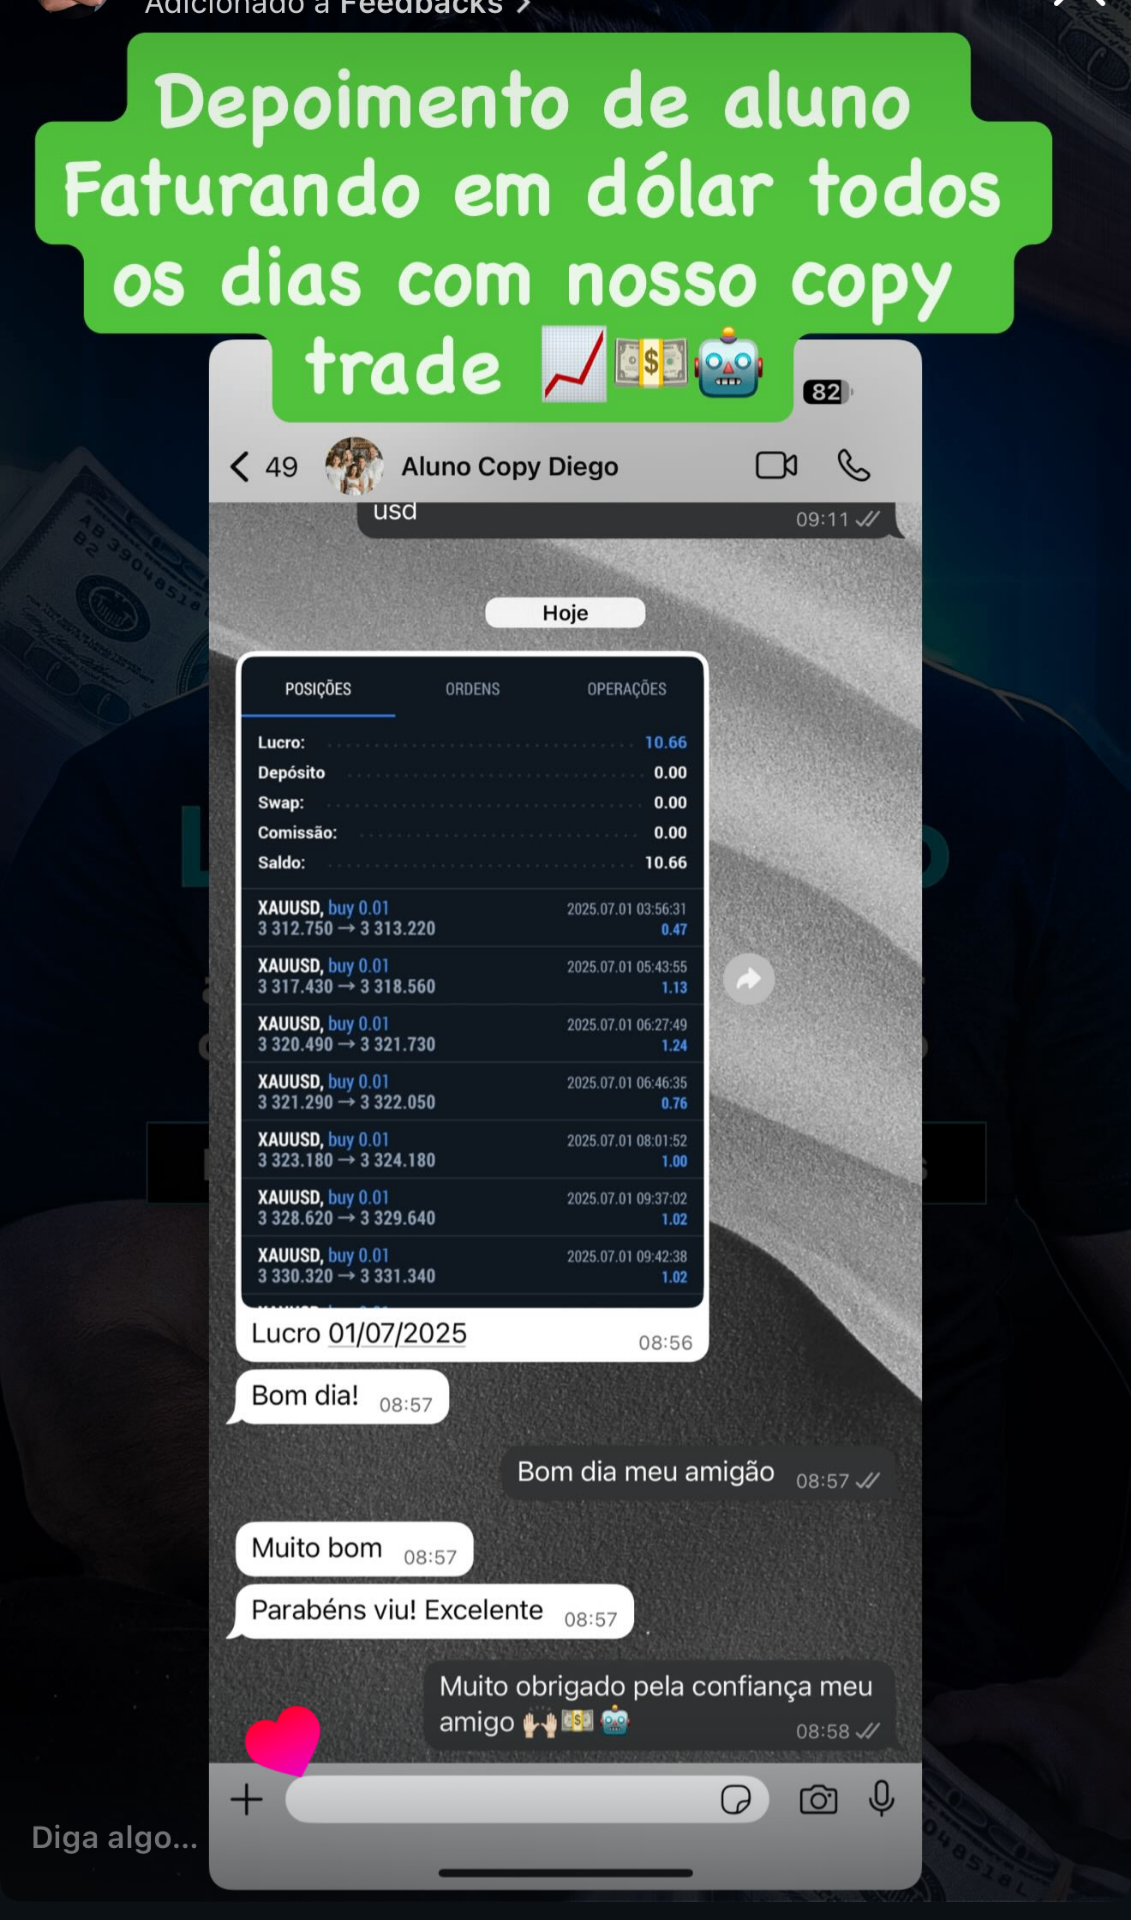 Adicionado a Feedbacks >
Depoimento de aluno
Faturando em dólar todos
os dias com nosso copy
trade 📈💵🤖
82
49 Aluno Copy Diego
usd 09:11
Hoje
POSIÇÕES ORDENS OPERAÇÕES
Lucro: 10.66
Depósito 0.00
Swap: 0.00
Comissão: 0.00
Saldo: 10.66
XAUUSD, buy 0.01 2025.07.01 03:56:31
3 312.750 → 3 313.220 0.47
XAUUSD, buy 0.01 2025.07.01 05:43:55
3 317.430 → 3 318.560 1.13
XAUUSD, buy 0.01 2025.07.01 06:27:49
3 320.490 → 3 321.730 1.24
XAUUSD, buy 0.01 2025.07.01 06:46:35
3 321.290 → 3 322.050 0.76
XAUUSD, buy 0.01 2025.07.01 08:01:52
3 323.180 → 3 324.180 1.00
XAUUSD, buy 0.01 2025.07.01 09:37:02
3 328.620 → 3 329.640 1.02
XAUUSD, buy 0.01 2025.07.01 09:42:38
3 330.320 → 3 331.340 1.02
Lucro 01/07/2025 08:56
Bom dia! 08:57
Bom dia meu amigão 08:57
Muito bom 08:57
Parabéns viu! Excelente 08:57
Muito obrigado pela confiança meu
amigo 🙌🏻💵🤖 08:58
Diga algo...